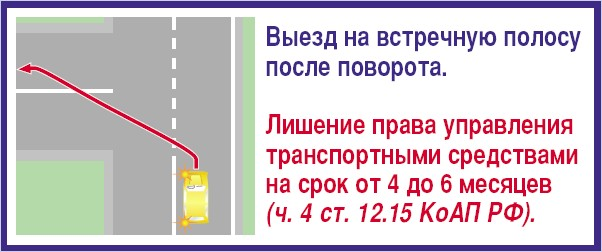 Выезд на встречную полосу
после поворота.
Лишение права управления
транспортными средствами
на срок от 4 до 6 месяцев
(ч. 4 ст. 12.15 КоАП РФ).